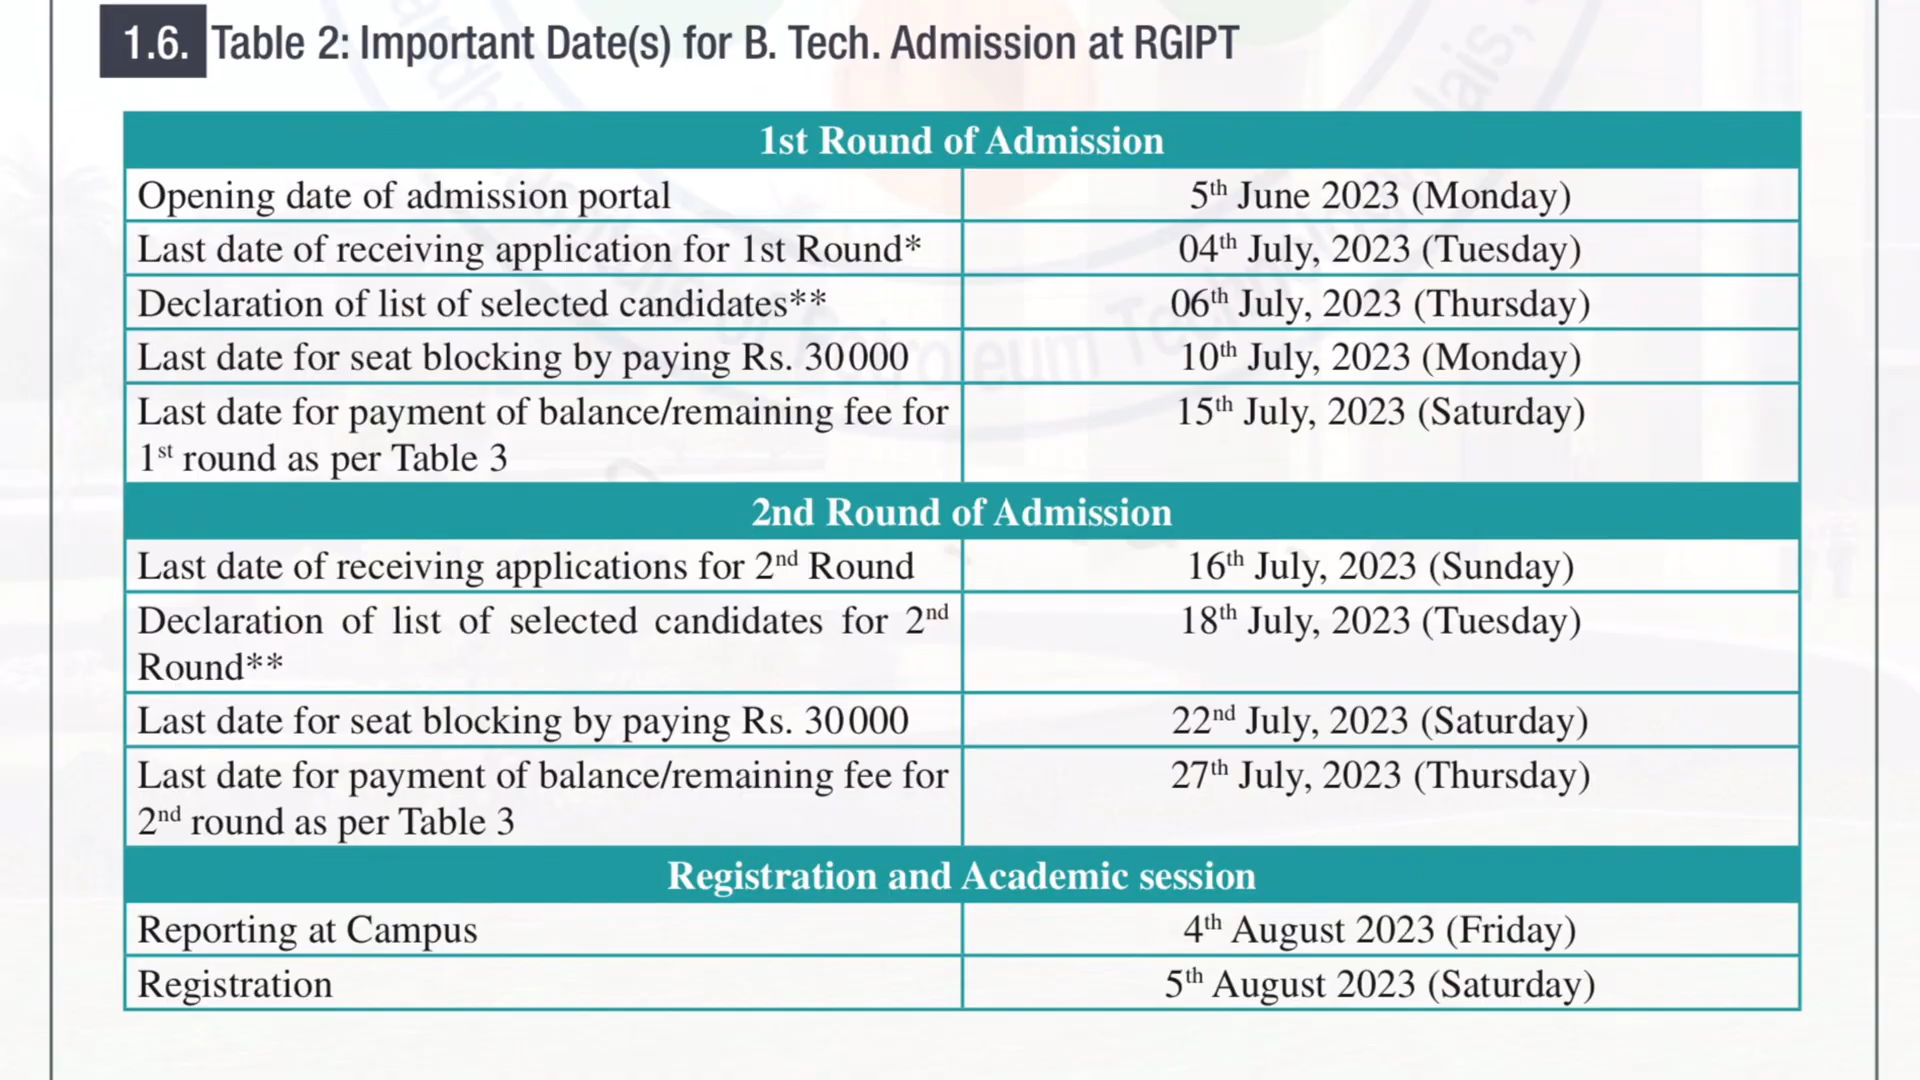 1.6. Table 2: Important Date(s) for B. Tech. Admission at RGIPT
1st Round of Admission
Opening date of admission portal 5th June 2023 (Monday)
Last date of receiving application for 1st Round* 04th July, 2023 (Tuesday)
Declaration of list of selected candidates** 06th July, 2023 (Thursday)
Last date for seat blocking by paying Rs. 30000 10th July, 2023 (Monday)
Last date for payment of balance/remaining fee for 15th July, 2023 (Saturday)
1st round as per Table 3
2nd Round of Admission
Last date of receiving applications for 2nd Round 16th July, 2023 (Sunday)
Declaration of list of selected candidates for 2nd 18th July, 2023 (Tuesday)
Round**
Last date for seat blocking by paying Rs. 30000 22nd July, 2023 (Saturday)
Last date for payment of balance/remaining fee for 27th July, 2023 (Thursday)
2nd round as per Table 3
Registration and Academic session
Reporting at Campus 4th August 2023 (Friday)
Registration 5th August 2023 (Saturday)